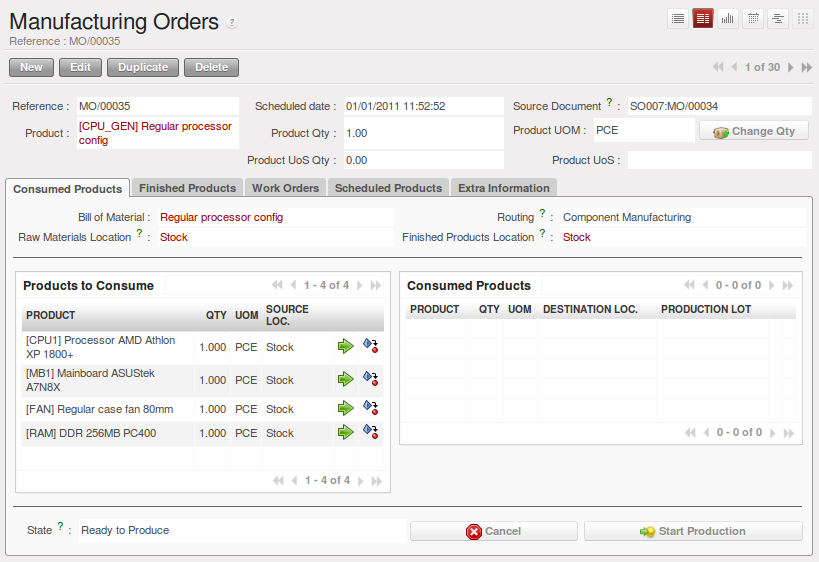 Manufacturing Orders ?
Reference : MO/00035
New Edit Duplicate Delete
1 of 30
Reference : MO/00035 Scheduled date : 01/01/2011 11:52:52 Source Document ? : SO007:MO/00034
Product : [CPU_GEN] Regular processor config Product Qty : 1.00 Product UOM : PCE Change Qty
Product UoS Qty : 0.00 Product UoS :
Consumed Products Finished Products Work Orders Scheduled Products Extra Information
Bill of Material : Regular processor config Routing ? : Component Manufacturing
Raw Materials Location ? : Stock Finished Products Location ? : Stock
Products to Consume 1 - 4 of 4
PRODUCT QTY UOM SOURCE LOC.
[CPU1] Processor AMD Athlon XP 1800+ 1.000 PCE Stock
[MB1] Mainboard ASUStek A7N8X 1.000 PCE Stock
[FAN] Regular case fan 80mm 1.000 PCE Stock
[RAM] DDR 256MB PC400 1.000 PCE Stock
1 - 4 of 4
Consumed Products 0 - 0 of 0
PRODUCT QTY UOM DESTINATION LOC. PRODUCTION LOT
0 - 0 of 0
State ? : Ready to Produce Cancel Start Production